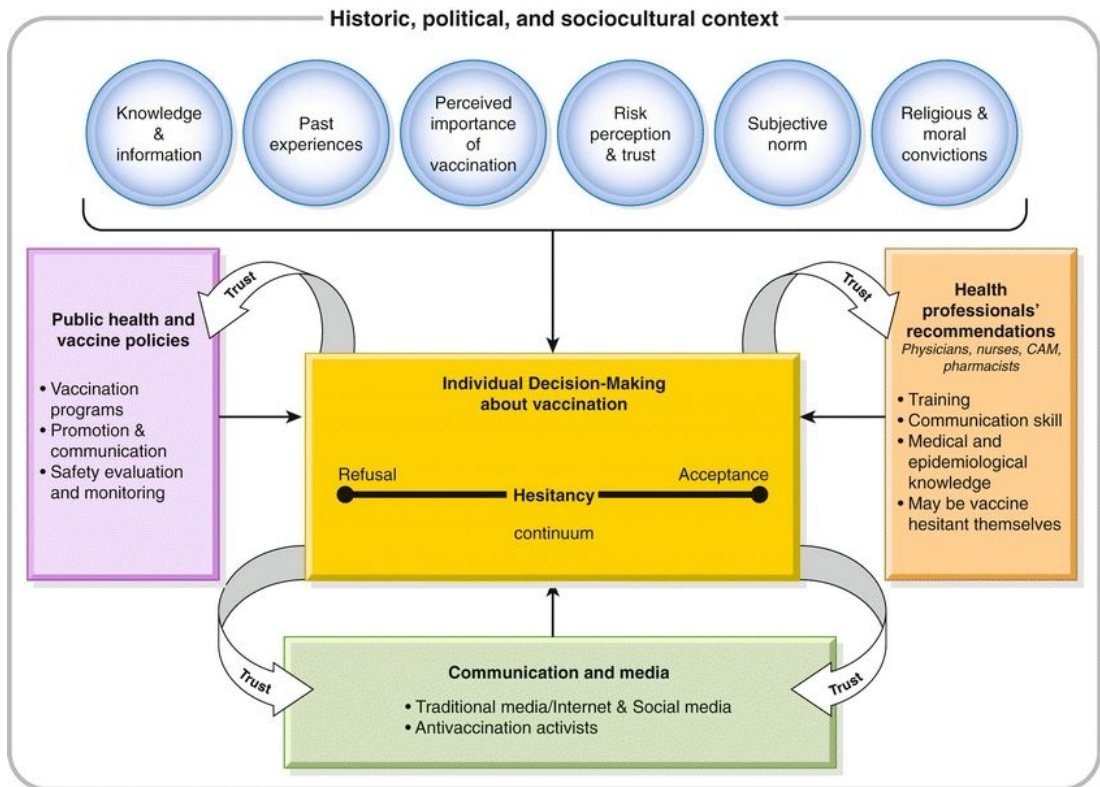 Historic, political, and sociocultural context
Knowledge
&
information
Past
experiences
Perceived
importance
of
vaccination
Risk
perception
& trust
Subjective
norm
Religious &
moral
convictions
Trust
Trust
Public health and
vaccine policies
• Vaccination
programs
• Promotion &
communication
• Safety evaluation
and monitoring
Individual Decision-Making
about vaccination
Refusal
Acceptance
Hesitancy
continuum
Health
professionals’
recommendations
Physicians, nurses, CAM,
pharmacists
• Training
• Communication skill
• Medical and
epidemiological
knowledge
• May be vaccine
hesitant themselves
Trust
Trust
Communication and media
• Traditional media/Internet & Social media
• Antivaccination activists